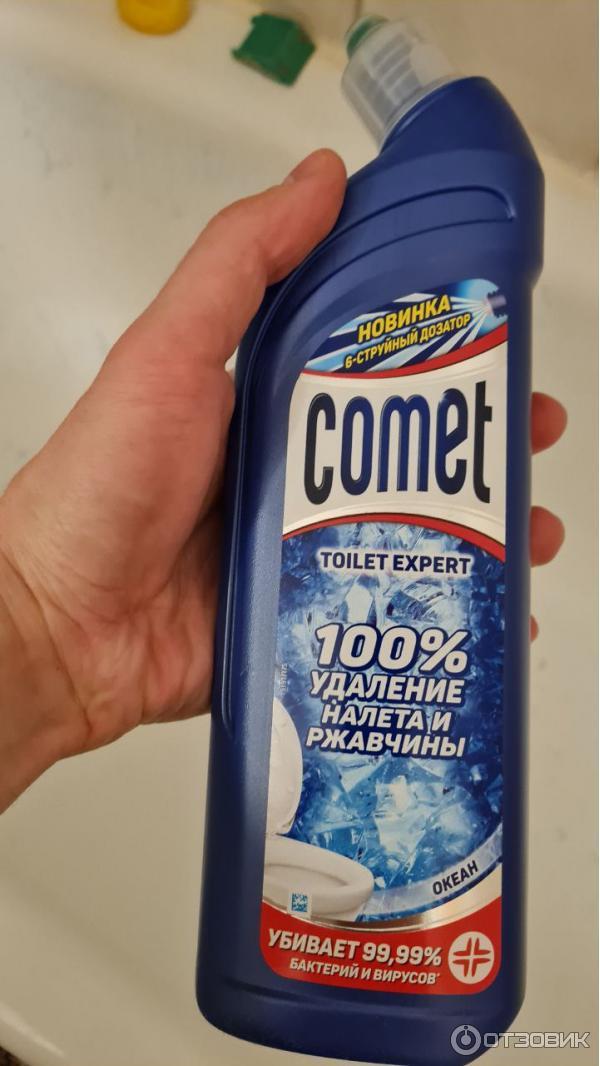 НОВИНКА
6-СТРУЙНЫЙ ДОЗАТОР
Comet
TOILET EXPERT
100%
УДАЛЕНИЕ
НАЛЕТА И
РЖАВЧИНЫ
ОКЕАН
УБИВАЕТ 99,99%
БАКТЕРИЙ И ВИРУСОВ*
ОТЗОВИК